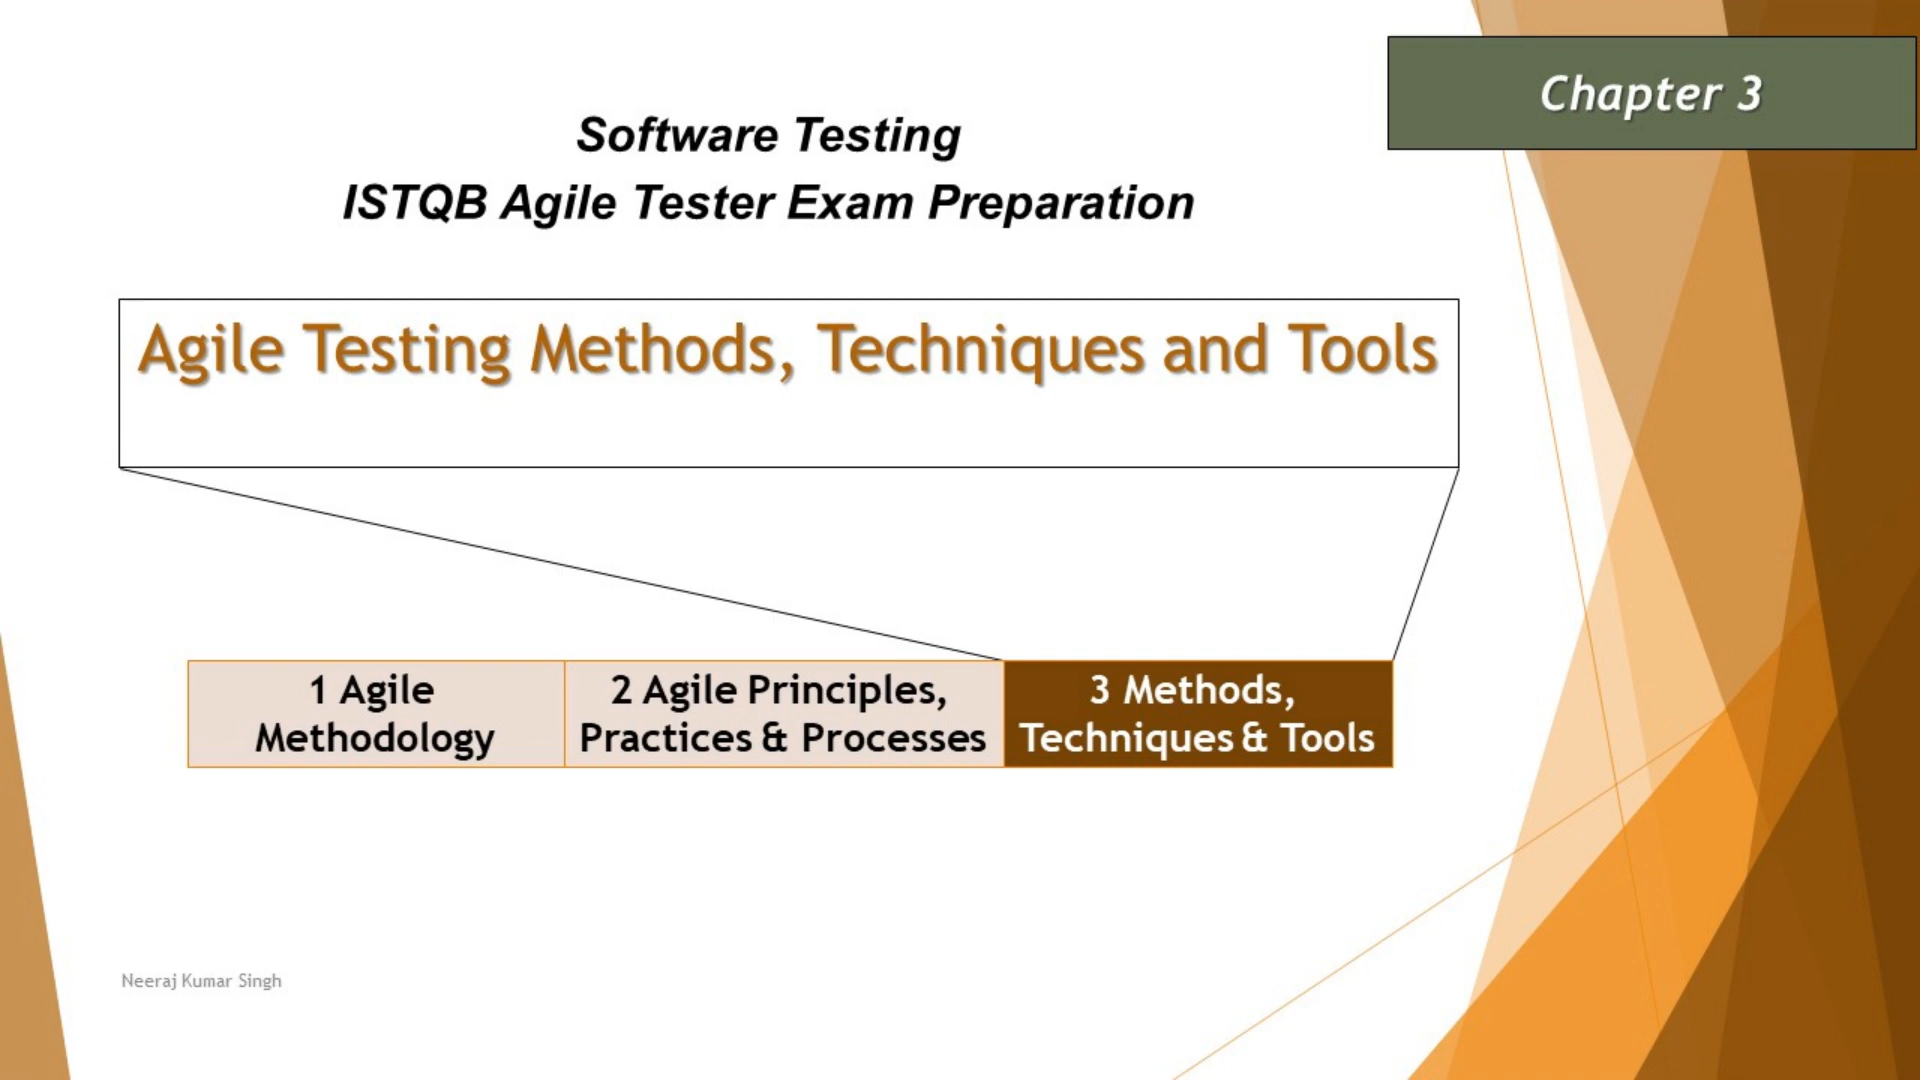 Chapter 3
Software Testing
ISTQB Agile Tester Exam Preparation
Agile Testing Methods, Techniques and Tools
1 Agile
Methodology
2 Agile Principles,
Practices & Processes
3 Methods,
Techniques & Tools
Neeraj Kumar Singh